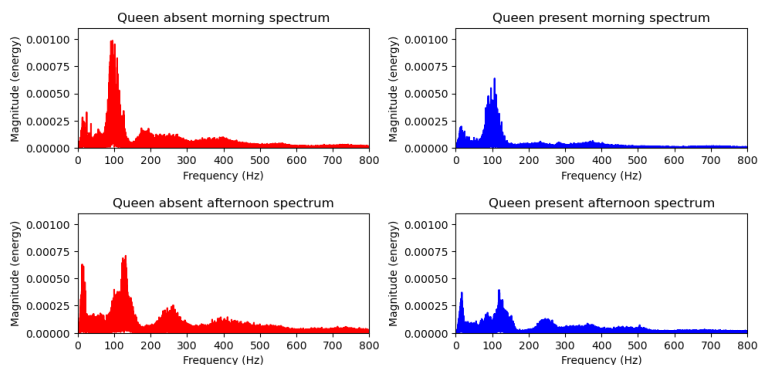 Queen absent morning spectrum
Magnitude (energy)
0.00100
0.00075
0.00050
0.00025
0.00000
0 100 200 300 400 500 600 700 800
Frequency (Hz)
Queen present morning spectrum
Magnitude (energy)
0.00100
0.00075
0.00050
0.00025
0.00000
0 100 200 300 400 500 600 700 800
Frequency (Hz)
Queen absent afternoon spectrum
Magnitude (energy)
0.00100
0.00075
0.00050
0.00025
0.00000
0 100 200 300 400 500 600 700 800
Frequency (Hz)
Queen present afternoon spectrum
Magnitude (energy)
0.00100
0.00075
0.00050
0.00025
0.00000
0 100 200 300 400 500 600 700 800
Frequency (Hz)